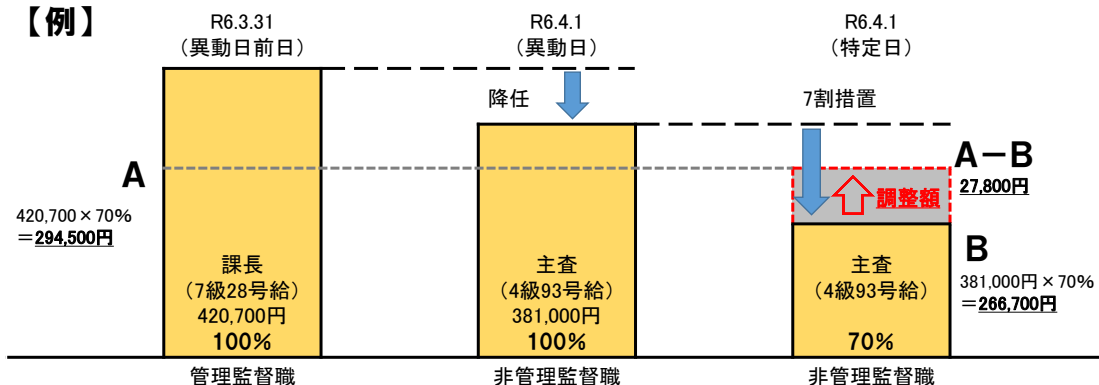 【例】
R6.3.31
（異動日前日）
R6.4.1
（異動日）
R6.4.1
（特定日）
降任
7割措置
A
420,700×70%
＝294,500円
A－B
27,800円
調整額
B
381,000円×70%
＝266,700円
課長
（7級28号給）
420,700円
100%
主査
（4級93号給）
381,000円
100%
主査
（4級93号給）
70%
管理監督職
非管理監督職
非管理監督職